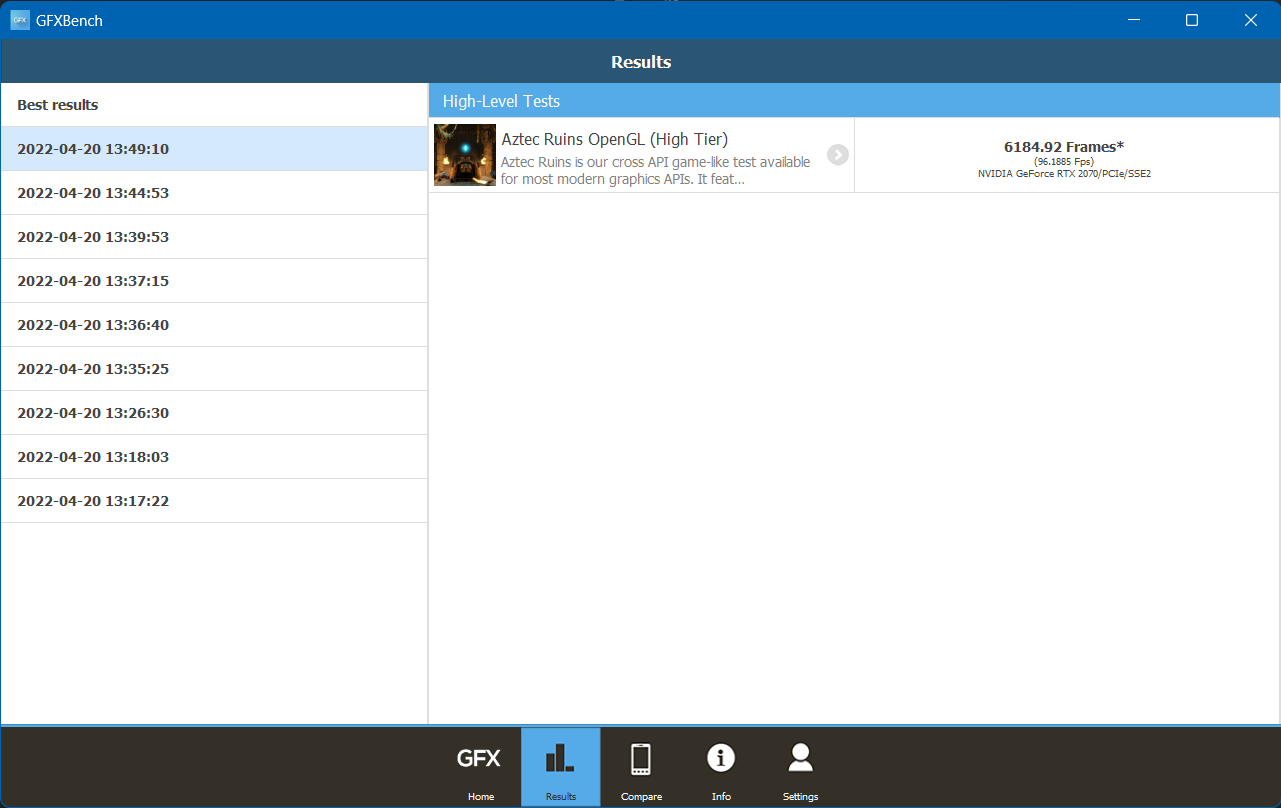 GFX GFXBench
Results
Best results
2022-04-20 13:49:10
2022-04-20 13:44:53
2022-04-20 13:39:53
2022-04-20 13:37:15
2022-04-20 13:36:40
2022-04-20 13:35:25
2022-04-20 13:26:30
2022-04-20 13:18:03
2022-04-20 13:17:22
High-Level Tests
Aztec Ruins OpenGL (High Tier)
Aztec Ruins is our cross API game-like test available
for most modern graphics APIs. It feat...
6184.92 Frames*
(96.1885 Fps)
NVIDIA GeForce RTX 2070/PCIe/SSE2
GFX
Home
Results
Compare
Info
Settings